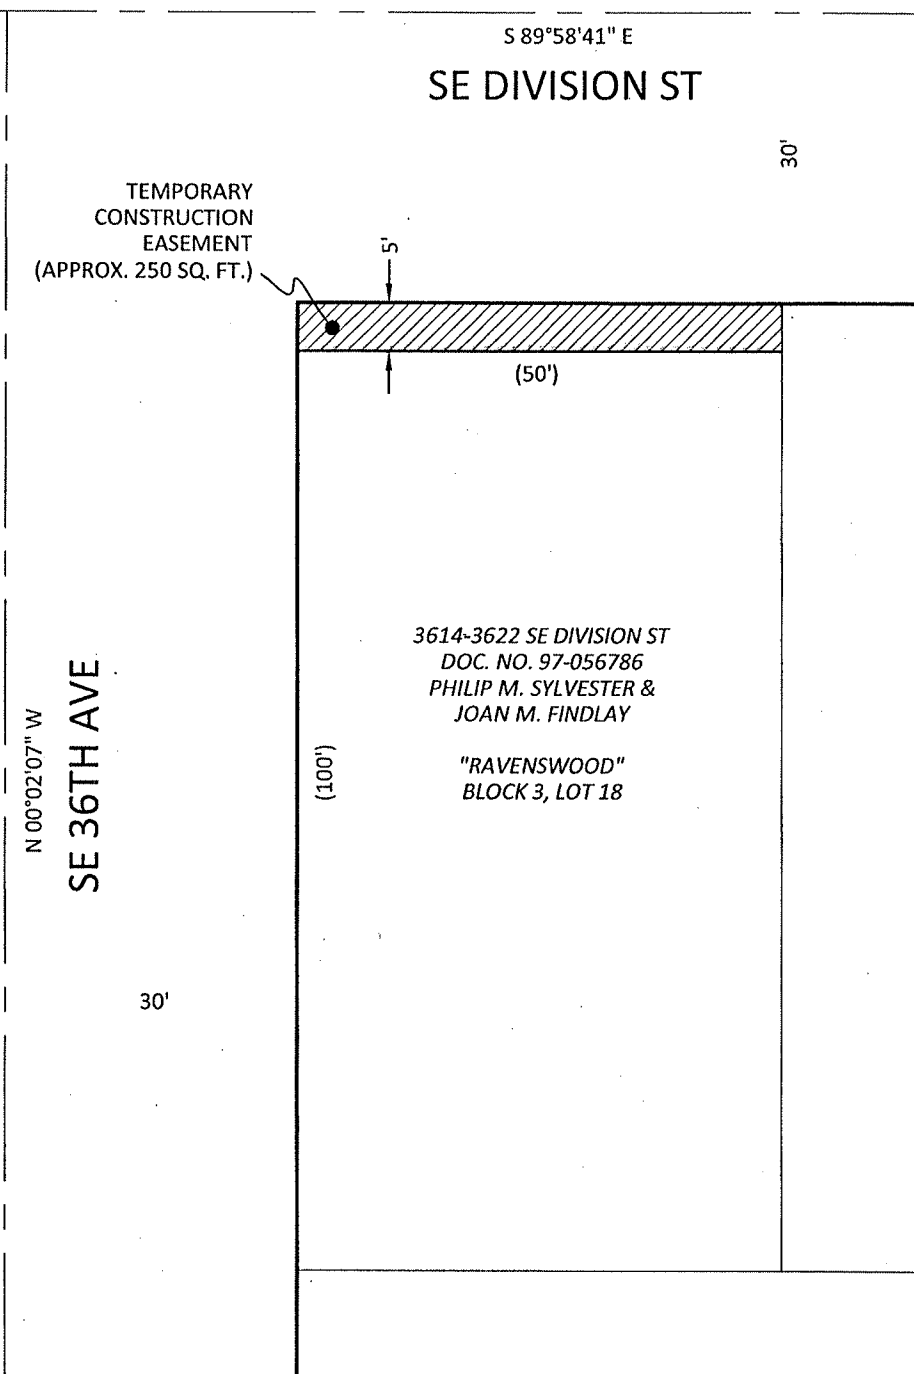 S 89°58'41" E
SE DIVISION ST
30'
TEMPORARY
CONSTRUCTION
EASEMENT
(APPROX. 250 SQ. FT.)
5'
(50')
3614-3622 SE DIVISION ST
DOC. NO. 97-056786
PHILIP M. SYLVESTER &
JOAN M. FINDLAY
"RAVENSWOOD"
BLOCK 3, LOT 18
(100')
N 00°02'07" W
SE 36TH AVE
30'